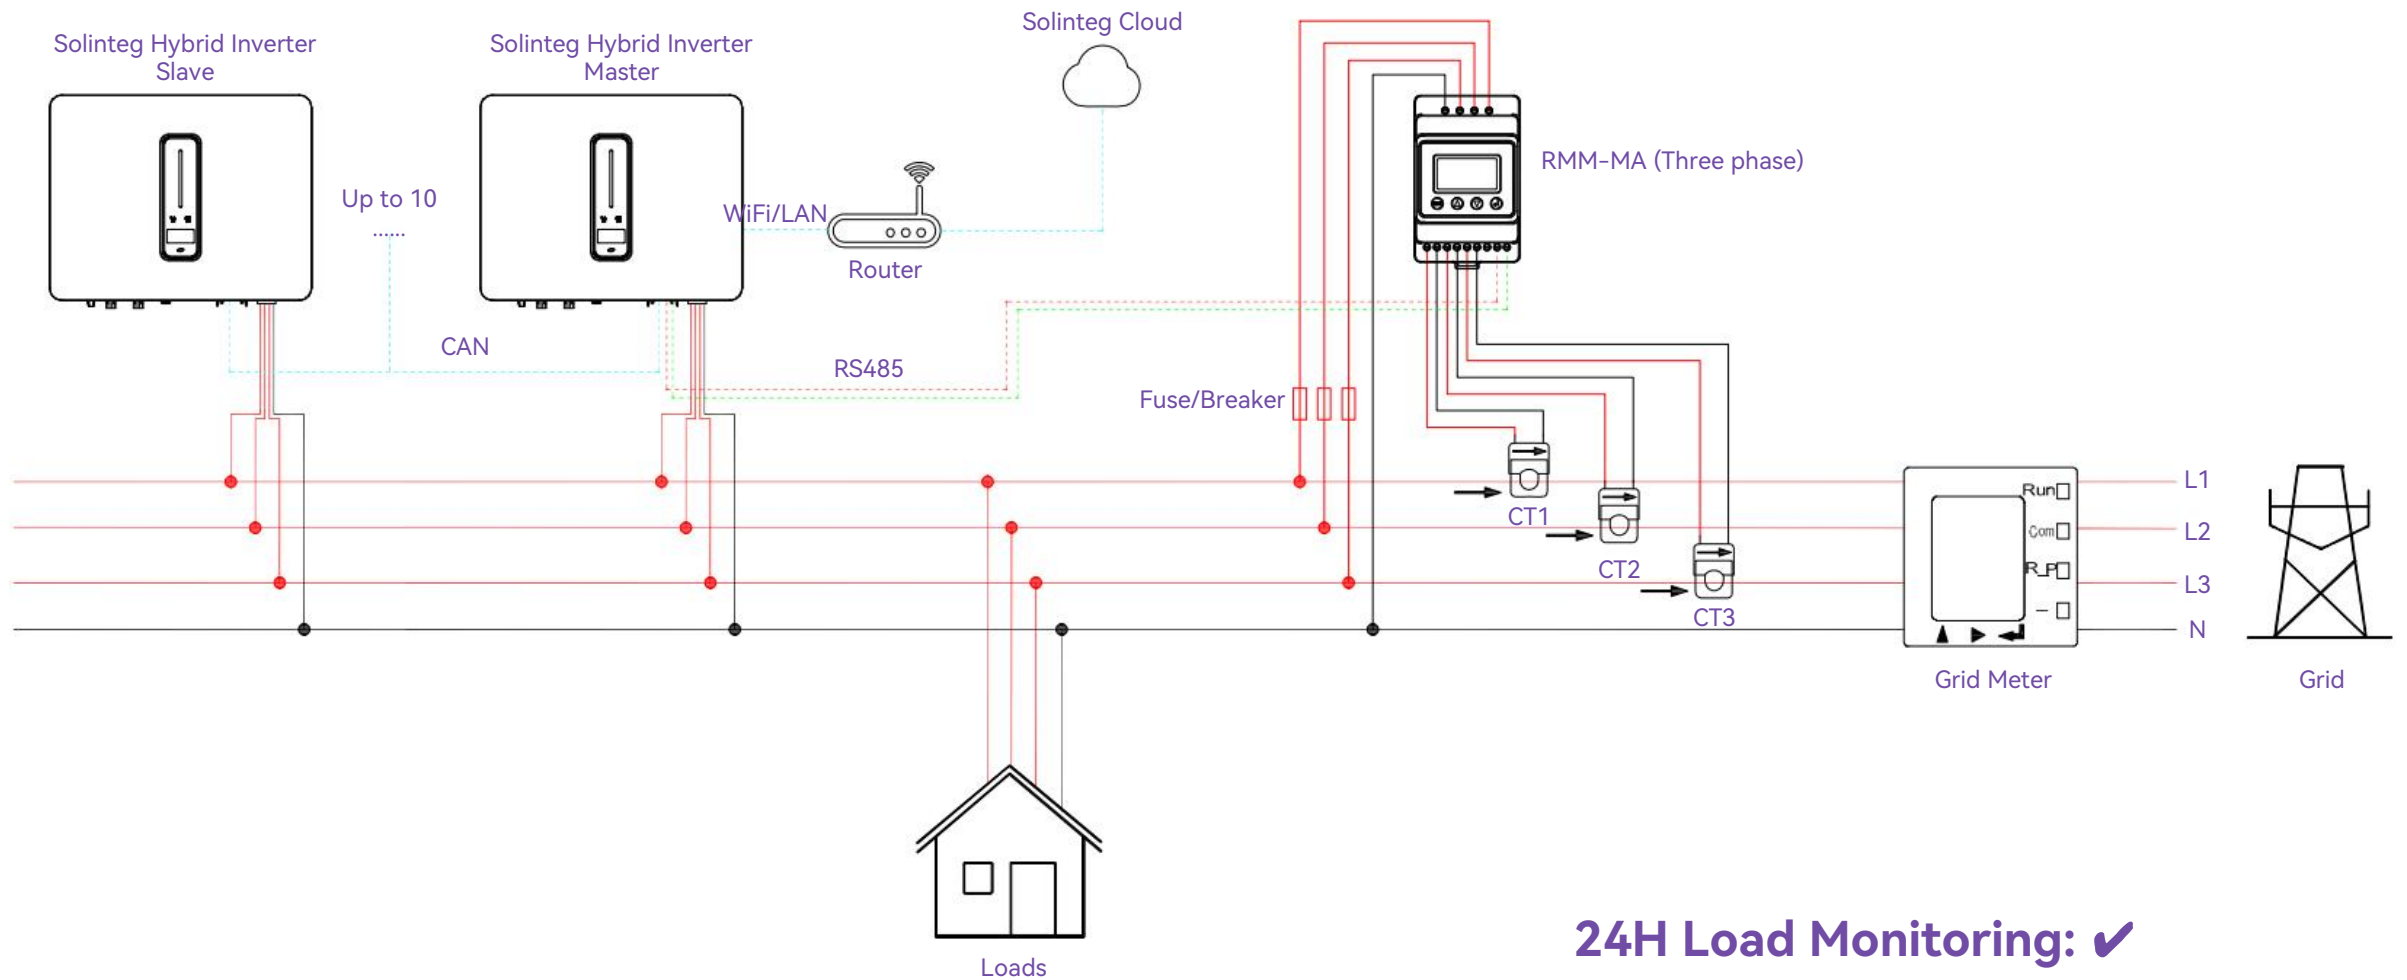 Solinteg Cloud
Solinteg Hybrid Inverter
Slave
Solinteg Hybrid Inverter
Master
RMM-MA (Three phase)
Up to 10
......
WiFi/LAN
Router
CAN
RS485
Fuse/Breaker
L1
Run
CT1
L2
Com
CT2
R_P
L3
CT3
N
Grid Meter
Grid
24H Load Monitoring: ✔
Loads